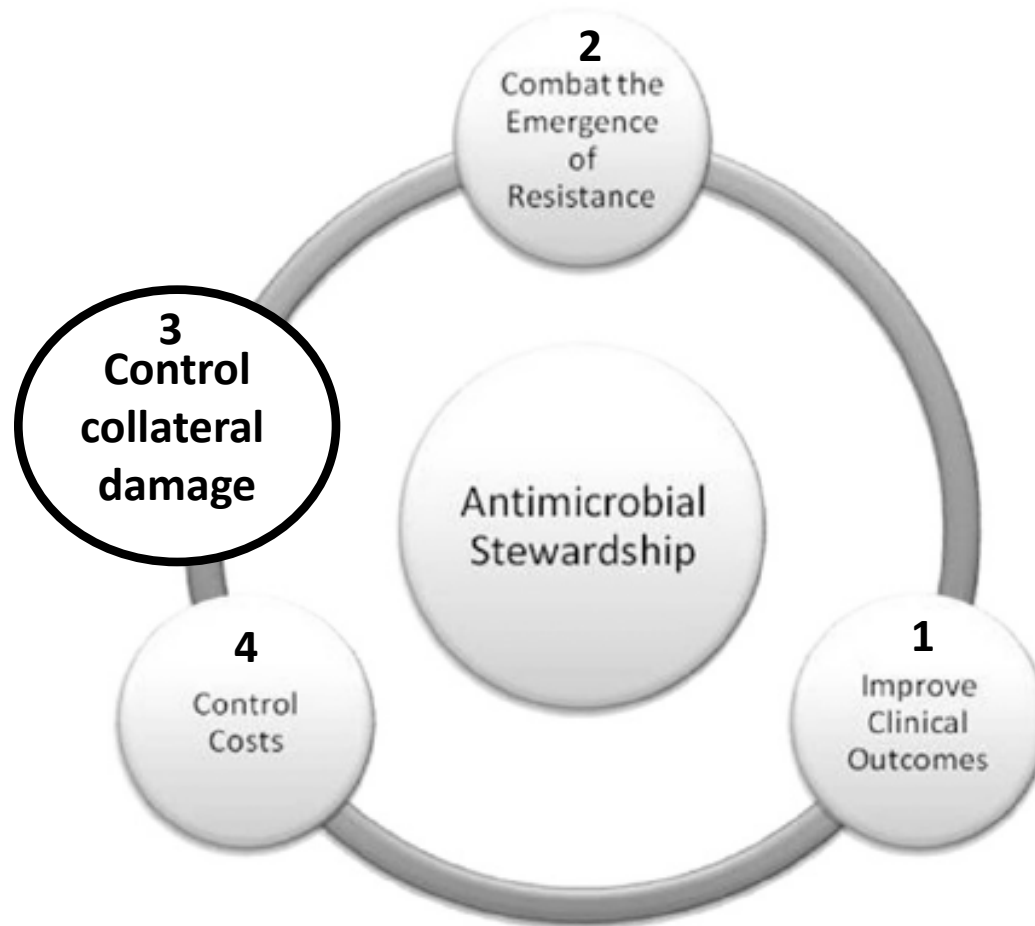 2
Combat the
Emergence
of
Resistance
3
Control
collateral
damage
Antimicrobial
Stewardship
4
Control
Costs
1
Improve
Clinical
Outcomes